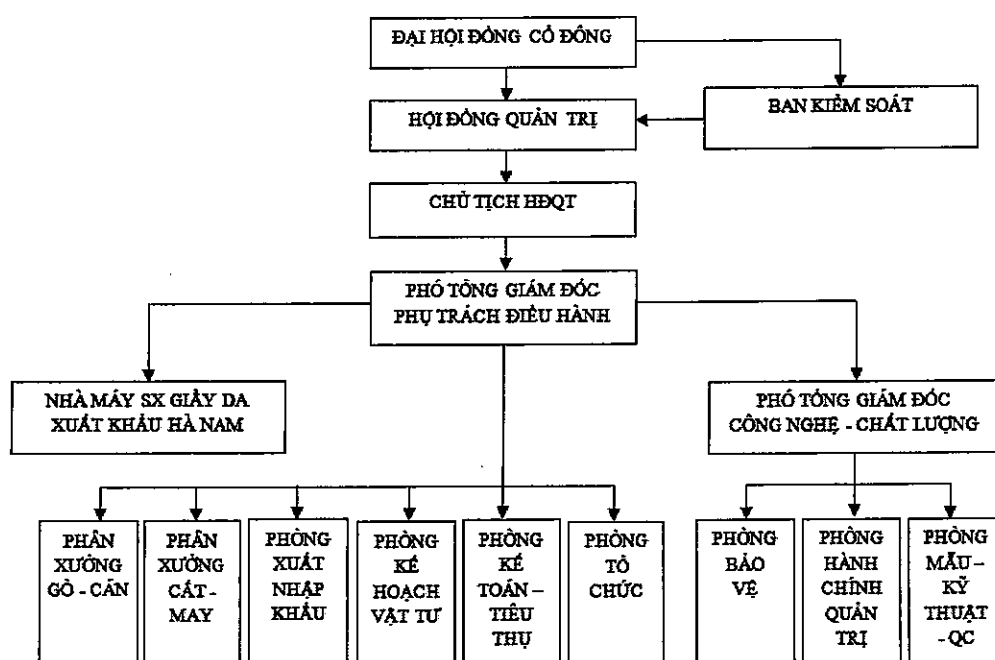 ĐẠI HỘI ĐỒNG CỔ ĐÔNG
HỘI ĐỒNG QUẢN TRỊ
BAN KIỂM SOÁT
CHỦ TỊCH HĐQT
PHÓ TỔNG GIÁM ĐỐC
PHỤ TRÁCH ĐIỀU HÀNH
NHÀ MÁY SX GIẦY DA
XUẤT KHẨU HÀ NAM
PHÓ TỔNG GIÁM ĐỐC
CÔNG NGHỆ - CHẤT LƯỢNG
PHÂN
XƯỞNG
GÒ - CÁN
PHÂN
XƯỞNG
CẮT -
MAY
PHÒNG
XUẤT
NHẬP
KHẨU
PHÒNG
KẾ
HOẠCH
VẬT TƯ
PHÒNG
KẾ
TOÁN –
TIÊU
THỤ
PHÒNG
TỔ
CHỨC
PHÒNG
BẢO
VỆ
PHÒNG
HÀNH
CHÍNH
QUẢN
TRỊ
PHÒNG
MẪU –
KỸ
THUẬT
- QC